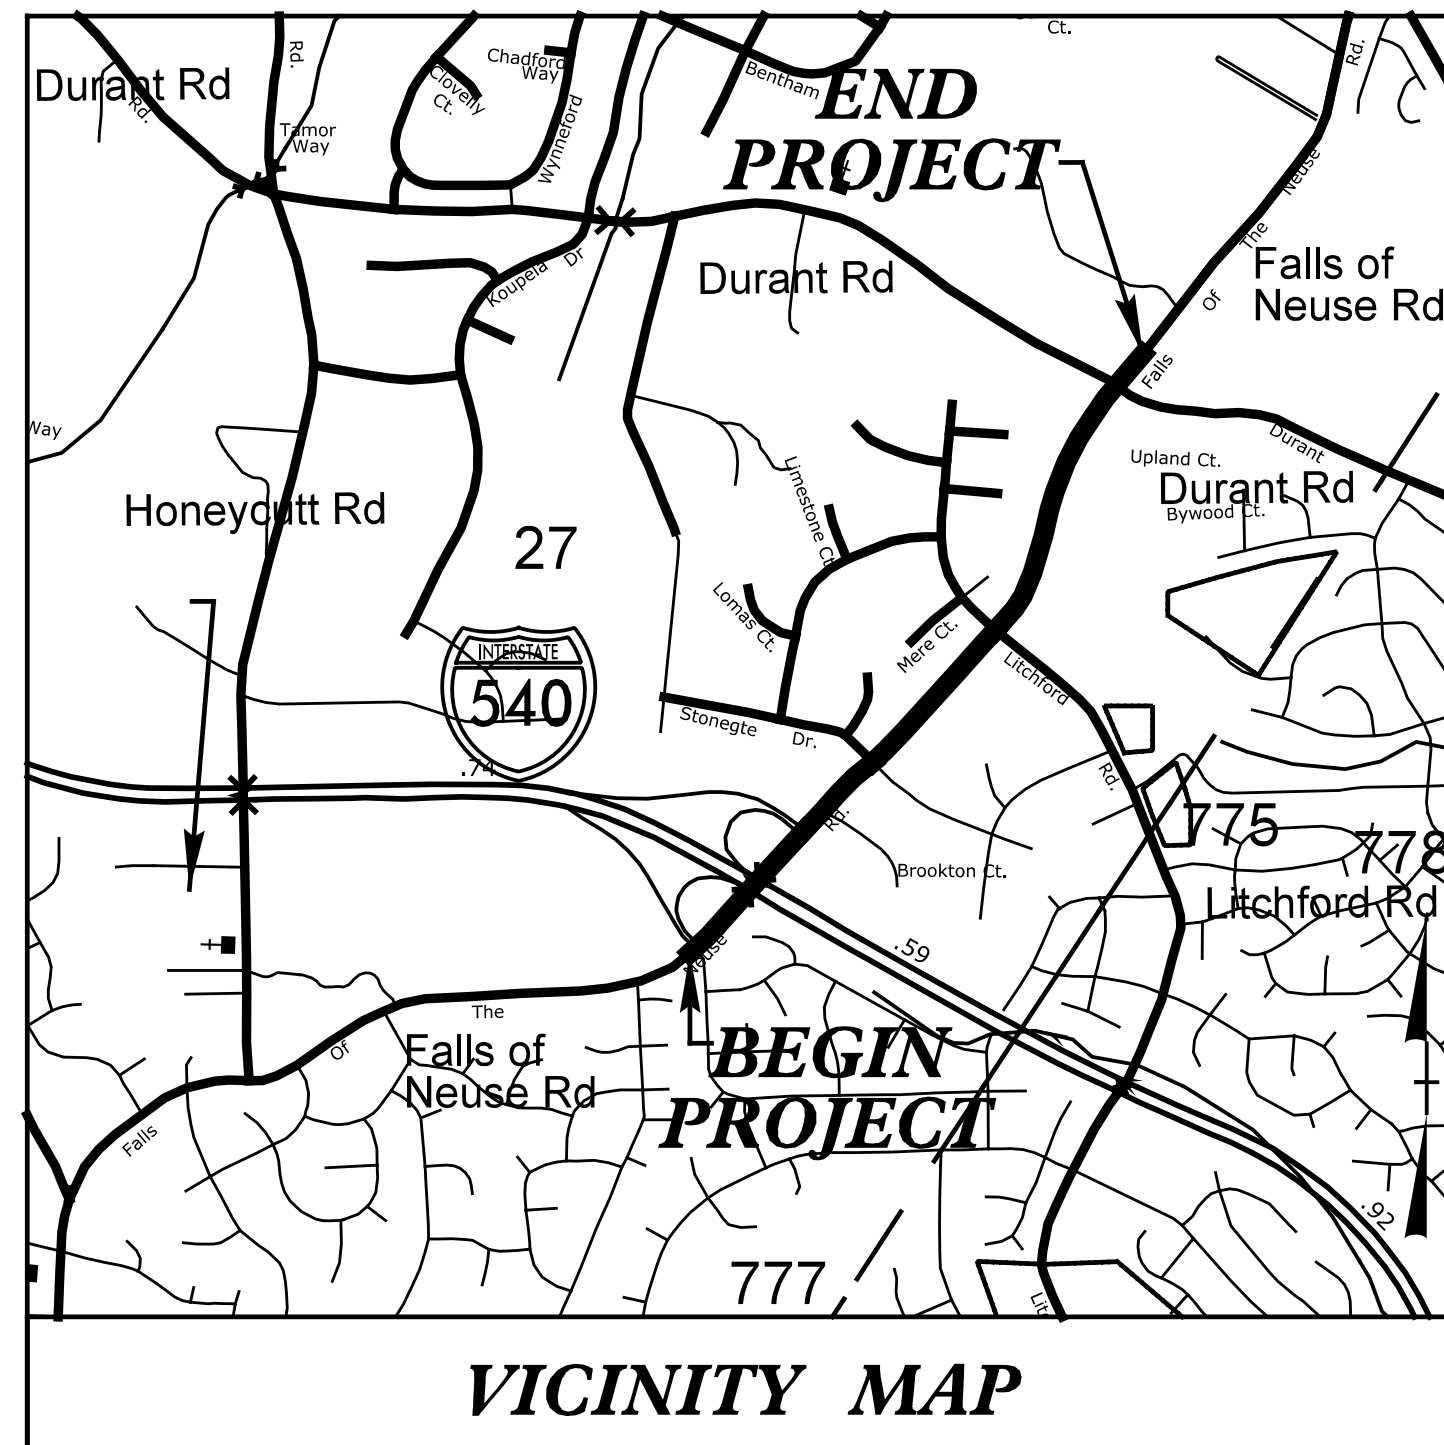 Ct.
Rd.
Rd.
Chadford
Way
Clovelly
Ct.
Bentham
Durant Rd
Rd.
END
PROJECT
Tamor
Way
Wynneford
Neuse
The
Of
Falls
Falls of
Neuse Rd
Koupela Dr
Durant Rd
Way
Durant
Upland Ct.
Durant Rd
Bywood Ct.
Honeycutt Rd
27
Limestone Ct.
Lomas Ct.
Mere Ct.
Litchford
INTERSTATE
540
Stonegte Dr.
.74
Rd.
Rd.
775
778
Brookton Ct.
Litchford Rd
.59
Neuse
The
Of
Falls of
Neuse Rd
BEGIN
PROJECT
Falls
.92
777
Litc
VICINITY MAP